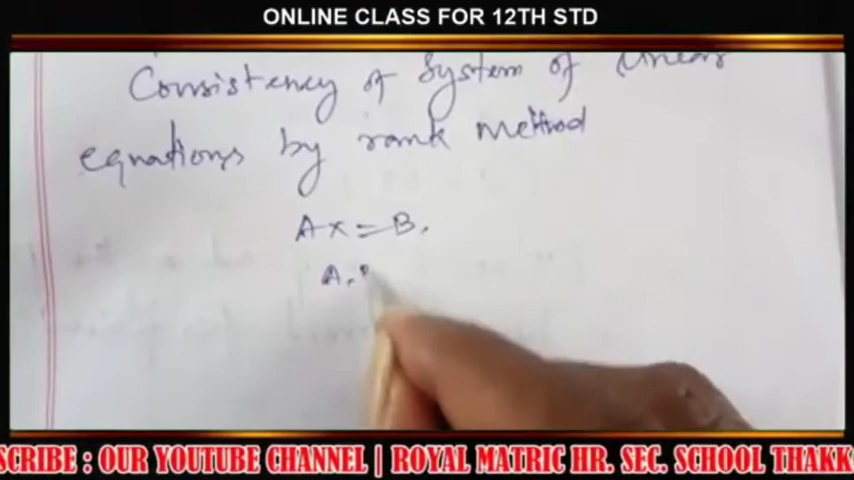 ONLINE CLASS FOR 12TH STD
Consistency of System of linear
equations by rank method
AX = B,
A,
SCRIBE : OUR YOUTUBE CHANNEL | ROYAL MATRIC HR. SEC. SCHOOL THAKK